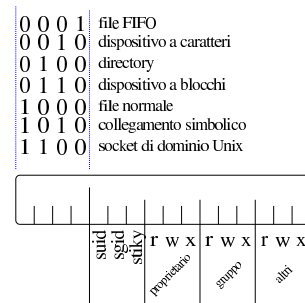 0 0 0 1 file FIFO
0 0 1 0 dispositivo a caratteri
0 1 0 0 directory
0 1 1 0 dispositivo a blocchi
1 0 0 0 file normale
1 0 1 0 collegamento simbolico
1 1 0 0 socket di dominio Unix
suid sgid stiky r w x r w x r w x
proprietario gruppo altri